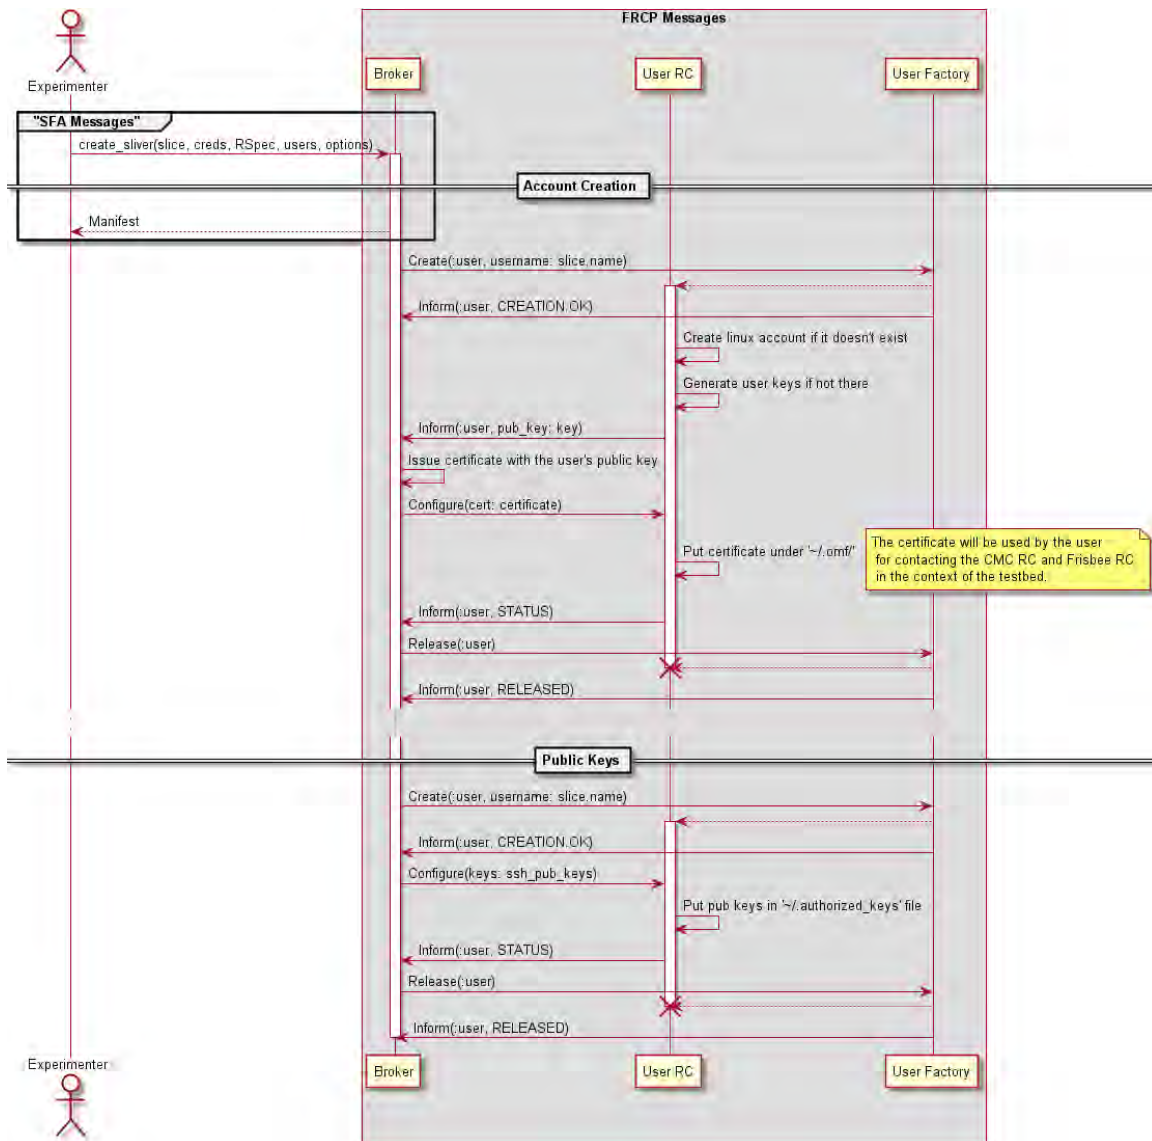 FRCP Messages
Experimenter
Broker
User RC
User Factory
"SFA Messages"
create_sliver(slice, creds, RSpec, users, options)
Account Creation
Manifest
Create(:user, username: slice.name)
Inform(:user, CREATION.OK)
Create linux account if it doesn't exist
Generate user keys if not there
Inform(:user, pub_key: key)
Issue certificate with the user's public key
Configure(cert: certificate)
Put certificate under '~/.omf/'
The certificate will be used by the user
for contacting the CMC RC and Frisbee RC
in the context of the testbed.
Inform(:user, STATUS)
Release(:user)
Inform(:user, RELEASED)
Public Keys
Create(:user, username: slice.name)
Inform(:user, CREATION.OK)
Configure(keys: ssh_pub_keys)
Put pub keys in '~/.authorized_keys' file
Inform(:user, STATUS)
Release(:user)
Inform(:user, RELEASED)
Experimenter
Broker
User RC
User Factory